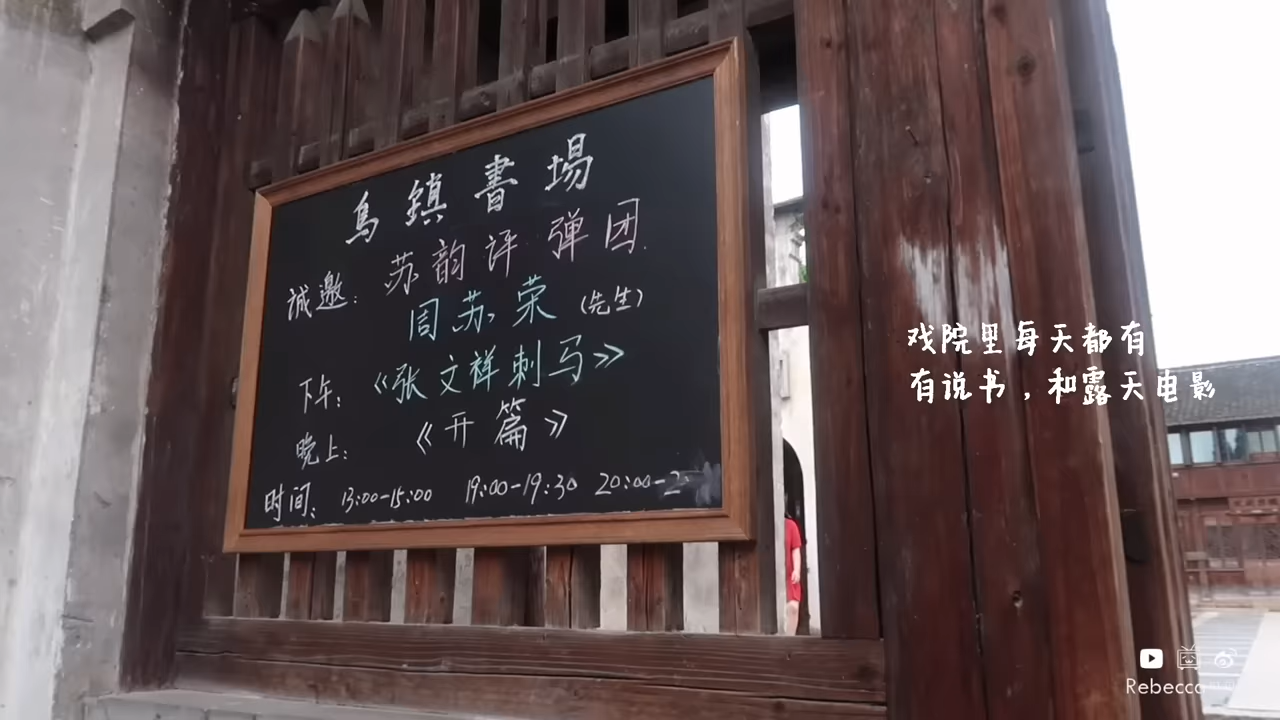 烏鎮書場
誠邀：苏韵评弹团
周苏荣（先生）
下午：《张文祥刺马》
晚上：《开篇》
时间：13:00-15:00 19:00-19:30 20:00-2
戏院里每天都有
有说书，和露天电影
Rebecca